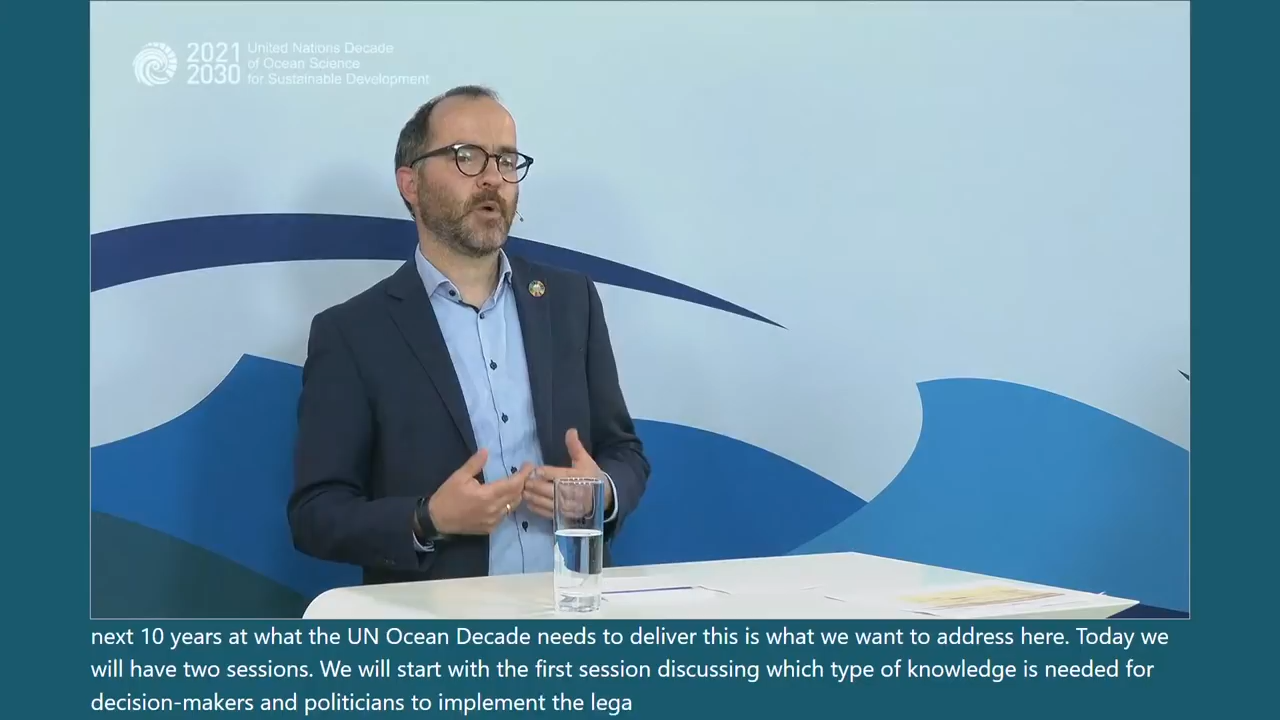 2021
2030
United Nations Decade
of Ocean Science
for Sustainable Development
next 10 years at what the UN Ocean Decade needs to deliver this is what we want to address here. Today we
will have two sessions. We will start with the first session discussing which type of knowledge is needed for
decision-makers and politicians to implement the lega